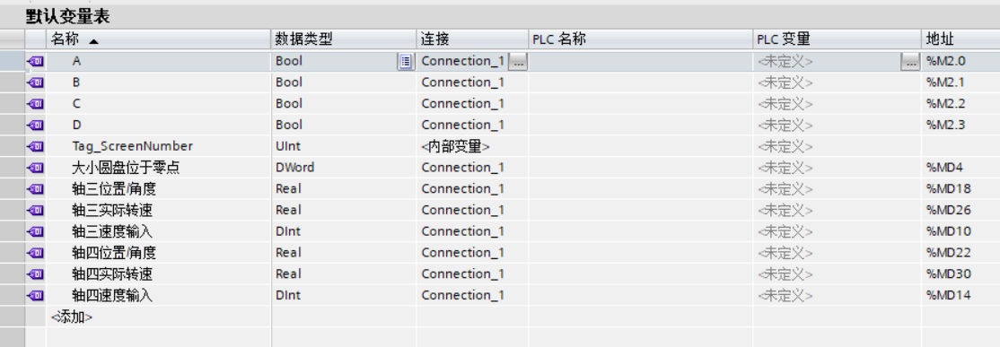 默认变量表
名称 数据类型 连接 PLC 名称 PLC 变量 地址
A Bool Connection_1 ... <未定义> ... %M2.0
B Bool Connection_1 <未定义> %M2.1
C Bool Connection_1 <未定义> %M2.2
D Bool Connection_1 <未定义> %M2.3
Tag_ScreenNumber UInt <内部变量> <未定义>
大小圆盘位于零点 DWord Connection_1 <未定义> %MD4
轴三位置/角度 Real Connection_1 <未定义> %MD18
轴三实际转速 Real Connection_1 <未定义> %MD26
轴三速度输入 DInt Connection_1 <未定义> %MD10
轴四位置/角度 Real Connection_1 <未定义> %MD22
轴四实际转速 Real Connection_1 <未定义> %MD30
轴四速度输入 DInt Connection_1 <未定义> %MD14
<添加>